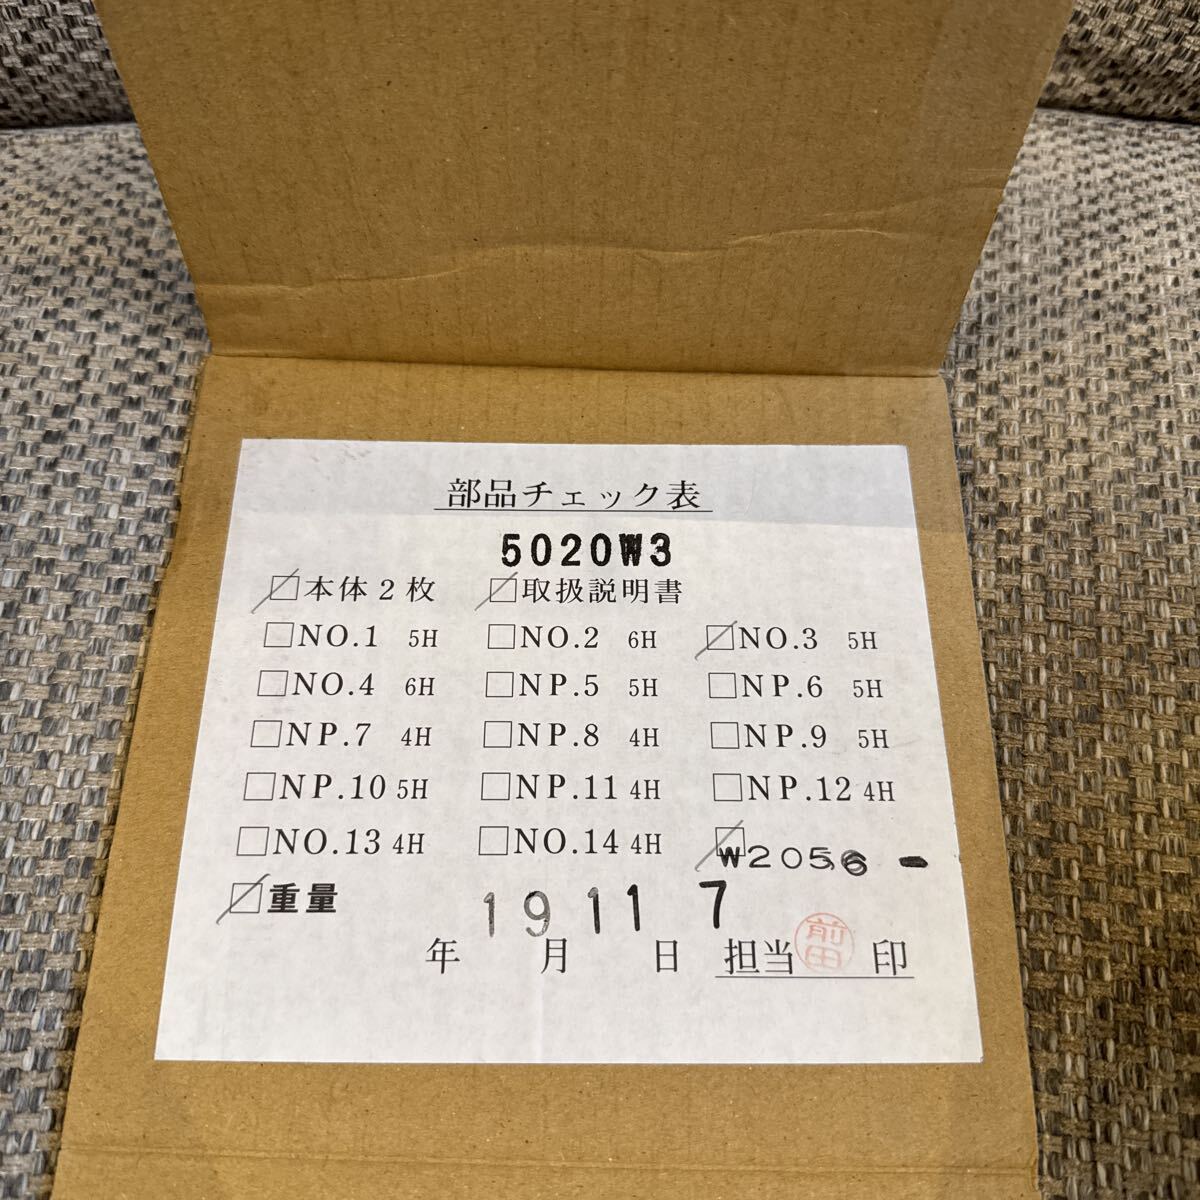 部品チェック表
5020W3
□本体2枚 □取扱説明書
□NO.1 5H □NO.2 6H □NO.3 5H
□NO.4 6H □NP.5 5H □NP.6 5H
□NP.7 4H □NP.8 4H □NP.9 5H
□NP.10 5H □NP.11 4H □NP.12 4H
□NO.13 4H □NO.14 4H □W2056 -
□重量 19 11 7
年 月 日 担当 前田 印